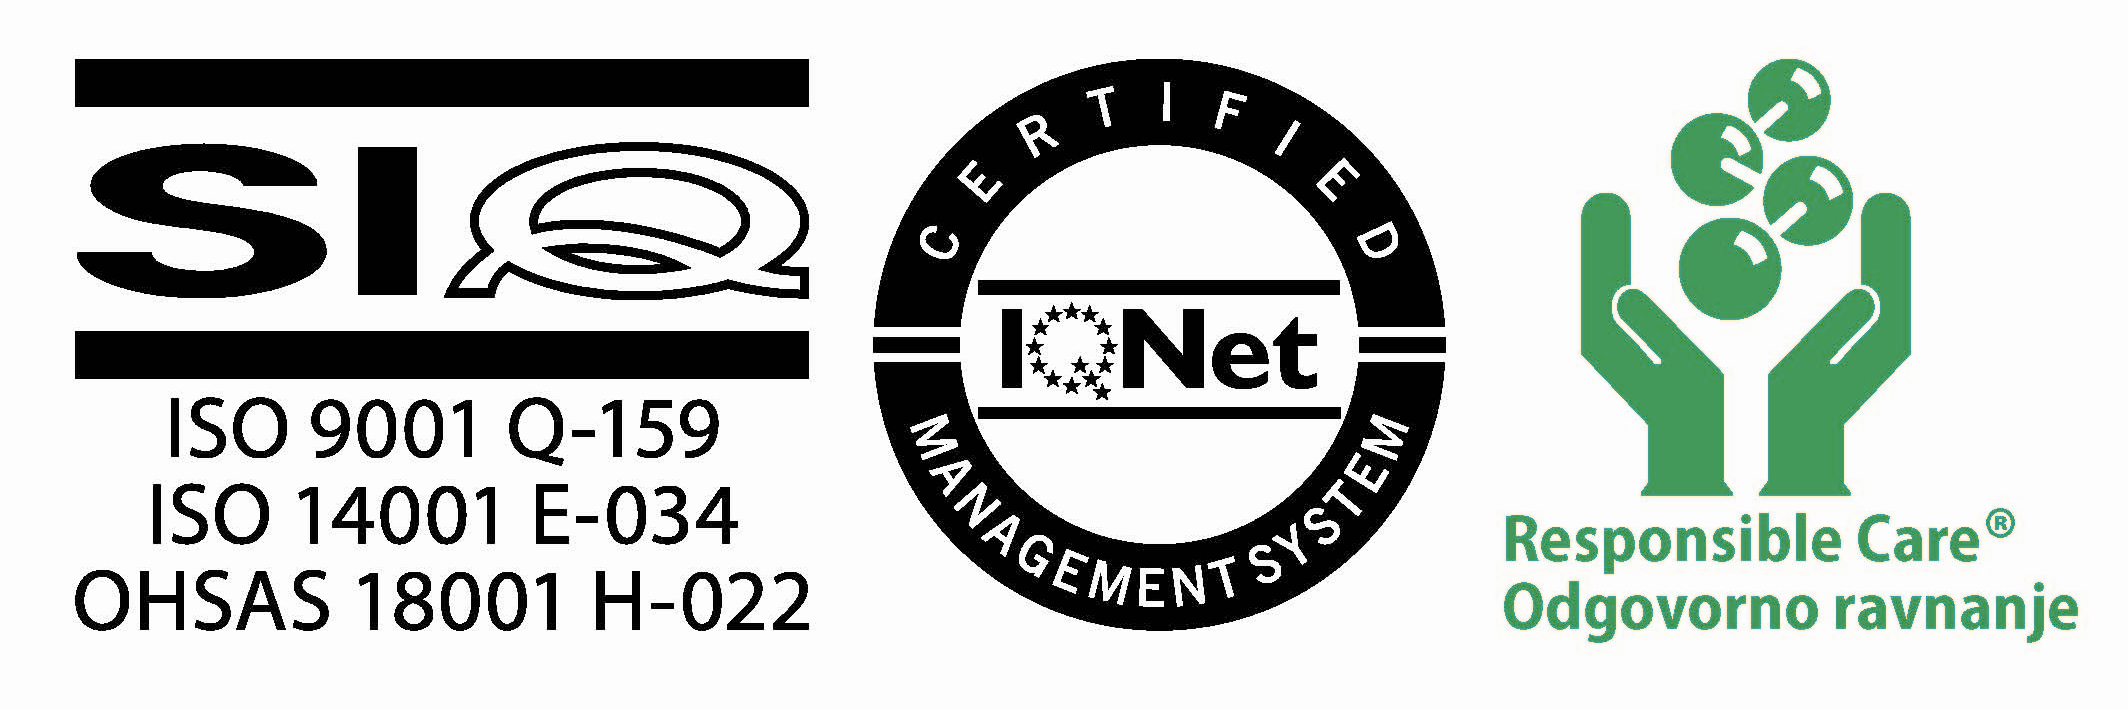 SIQ
ISO 9001 Q-159
ISO 14001 E-034
OHSAS 18001 H-022
CERTIFIED
IQNet
MANAGEMENT SYSTEM
Responsible Care®
Odgovorno ravnanje